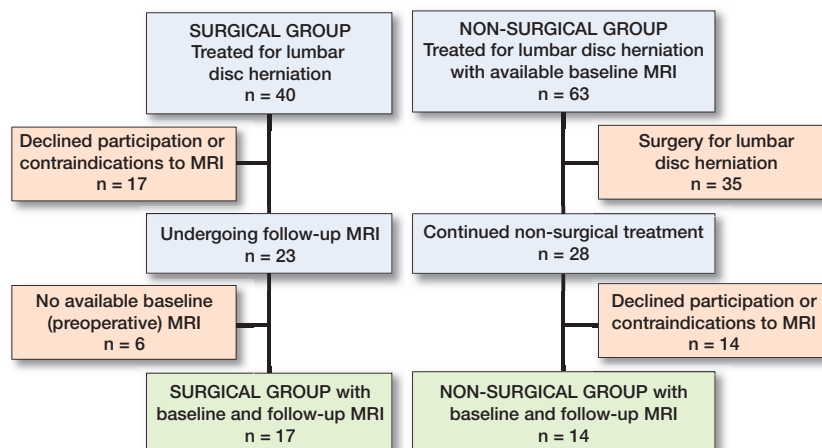 SURGICAL GROUP
Treated for lumbar
disc herniation
n = 40
NON-SURGICAL GROUP
Treated for lumbar disc herniation
with available baseline MRI
n = 63
Declined participation or
contraindications to MRI
n = 17
Surgery for lumbar
disc herniation
n = 35
Undergoing follow-up MRI
n = 23
Continued non-surgical treatment
n = 28
No available baseline
(preoperative) MRI
n = 6
Declined participation or
contraindications to MRI
n = 14
SURGICAL GROUP with
baseline and follow-up MRI
n = 17
NON-SURGICAL GROUP with
baseline and follow-up MRI
n = 14